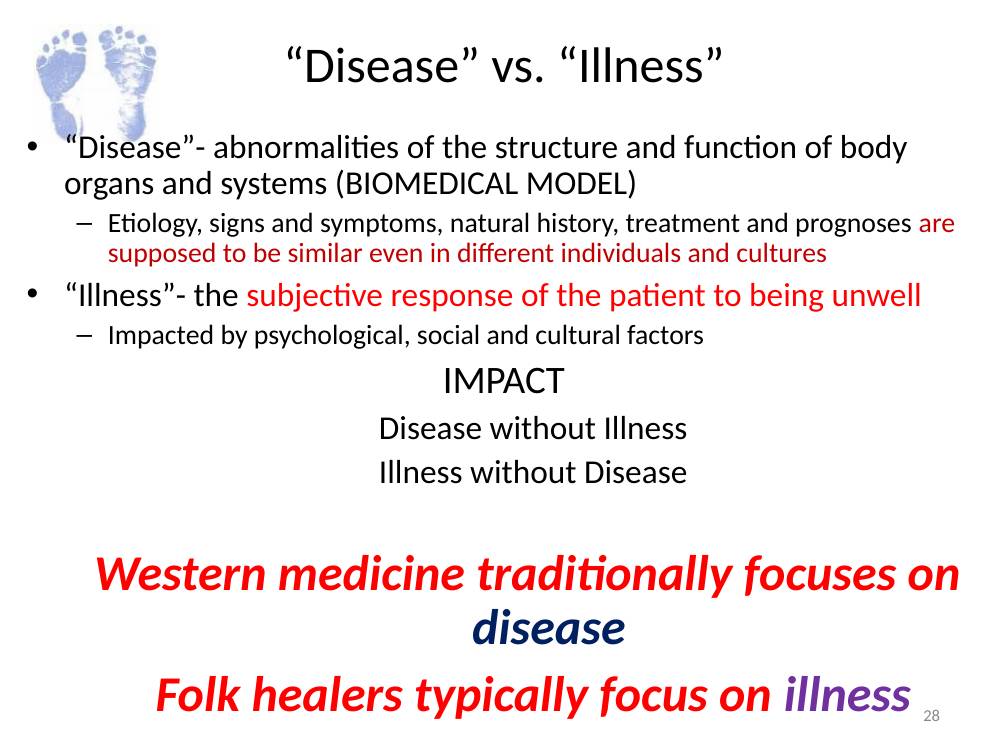 “Disease” vs. “Illness”
• “Disease”- abnormalities of the structure and function of body
organs and systems (BIOMEDICAL MODEL)
– Etiology, signs and symptoms, natural history, treatment and prognoses are
supposed to be similar even in different individuals and cultures
• “Illness”- the subjective response of the patient to being unwell
– Impacted by psychological, social and cultural factors
IMPACT
Disease without Illness
Illness without Disease
Western medicine traditionally focuses on
disease
Folk healers typically focus on illness
28